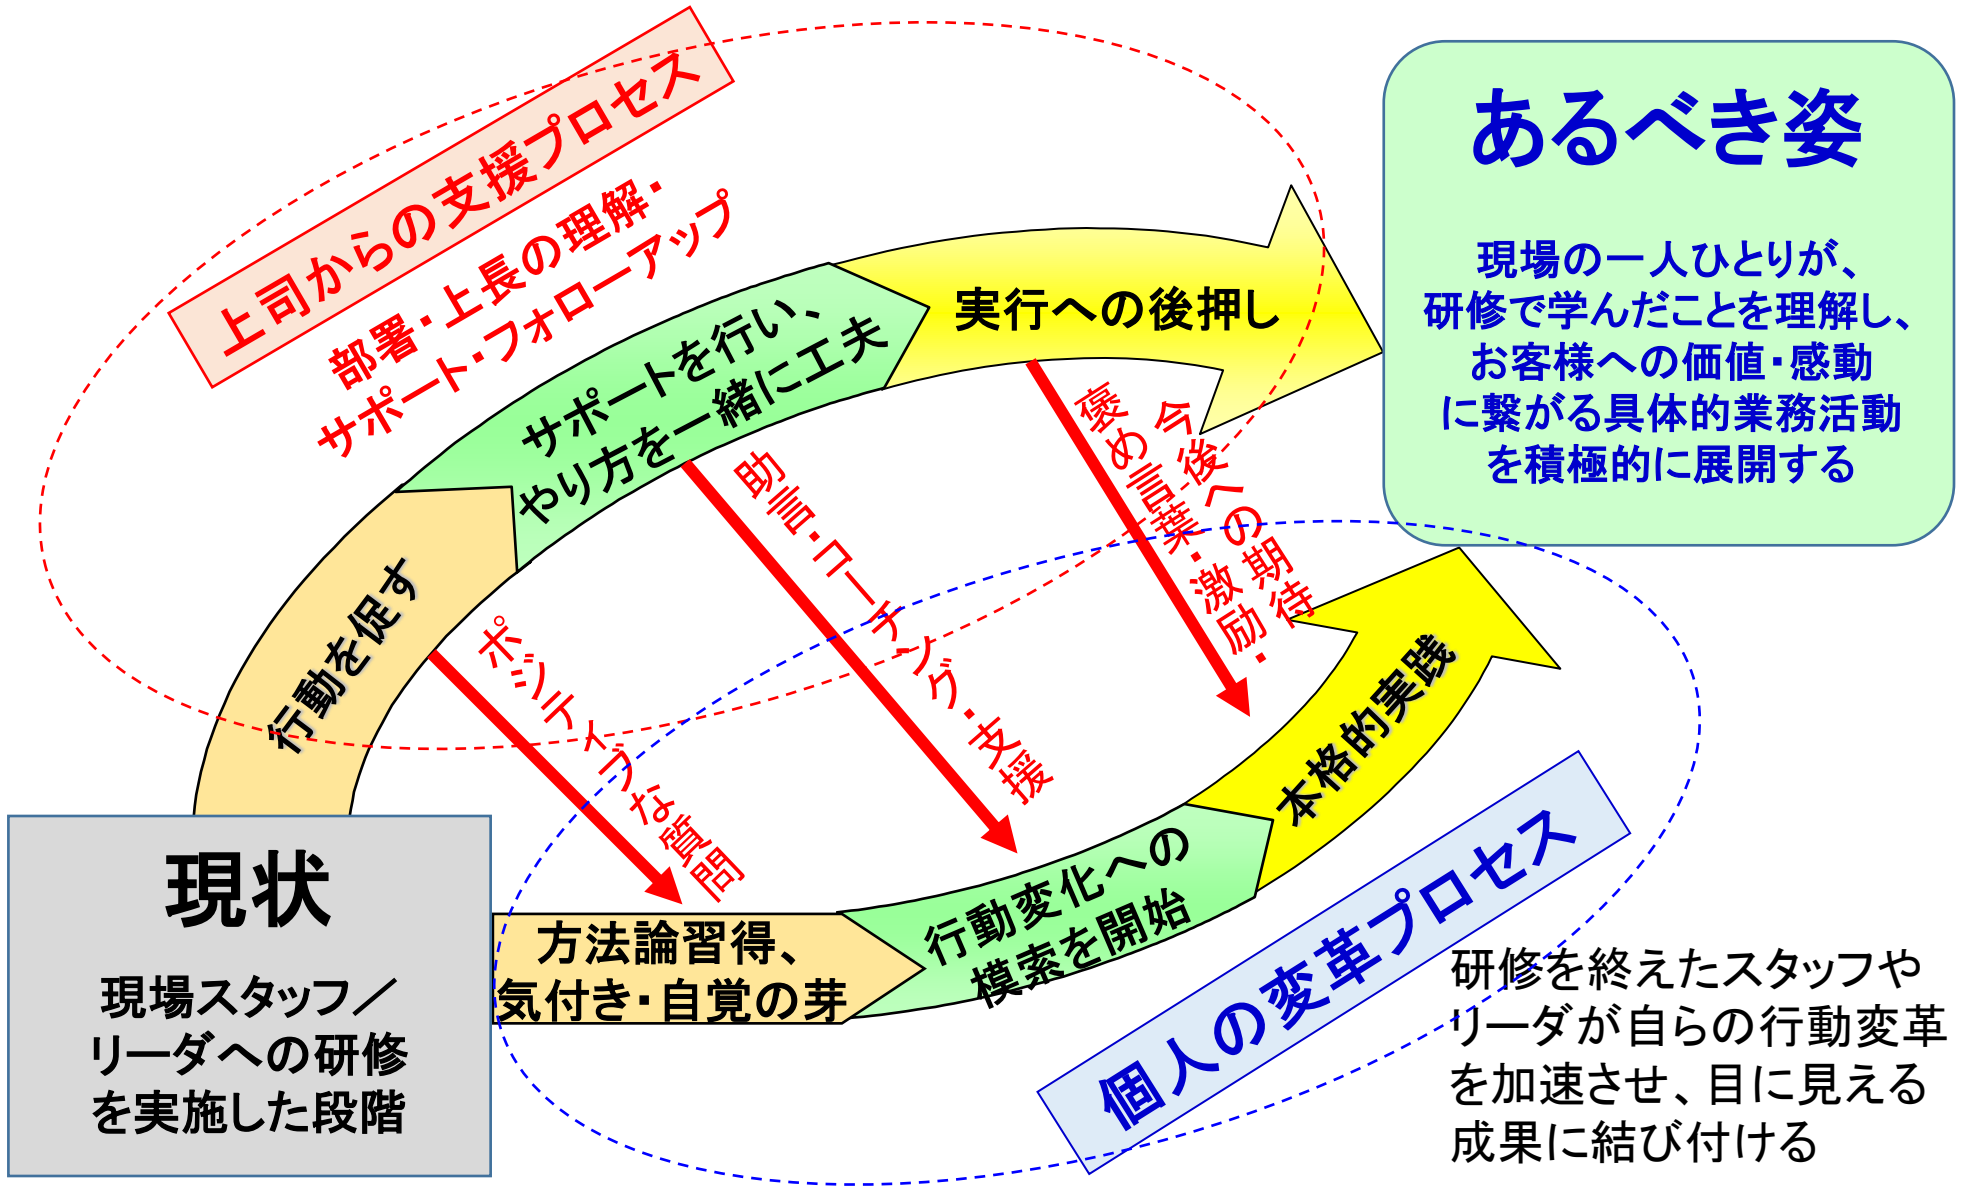 上司からの支援プロセス
部署・上長の理解・
サポート・フォローアップ
あるべき姿
現場の一人ひとりが、
研修で学んだことを理解し、
お客様への価値・感動
に繋がる具体的業務活動
を積極的に展開する
行動を促す
サポートを行い、
やり方を一緒に工夫
実行への後押し
ポジティブな質問
助言・コーチング・支援
今後への期待
褒め言葉・激励・
現状
現場スタッフ／
リーダへの研修
を実施した段階
方法論習得、
気付き・自覚の芽
行動変化への
模索を開始
本格的実践
個人の変革プロセス
研修を終えたスタッフや
リーダが自らの行動変革
を加速させ、目に見える
成果に結び付ける